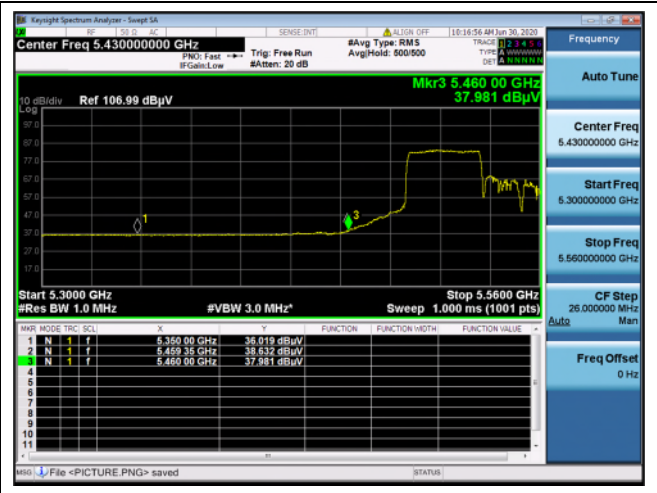 Keysight Spectrum Analyzer - Swept SA
RF 50 Ω AC SENSE:INT ALIGN OFF 10:16:56 AM Jun 30, 2020
Center Freq 5.430000000 GHz #Avg Type: RMS TRACE 1 2 3 4 5 6
PNO: Fast Trig: Free Run Avg|Hold: 500/500 TYPE A WWWWW
IFGain:Low #Atten: 20 dB DET A N N N N N
Mkr3 5.460 00 GHz
37.981 dBµV
10 dB/div Ref 106.99 dBµV
Log
97.0
87.0
77.0
67.0
57.0
47.0
37.0
27.0
17.0
1
3
Start 5.3000 GHz Stop 5.5600 GHz
#Res BW 1.0 MHz #VBW 3.0 MHz* Sweep 1.000 ms (1001 pts)
MKR MODE TRC SCL X Y FUNCTION FUNCTION WIDTH FUNCTION VALUE
1 N 1 f 5.350 00 GHz 36.019 dBµV
2 N 1 f 5.459 35 GHz 38.632 dBµV
3 N 1 f 5.460 00 GHz 37.981 dBµV
4
5
6
7
8
9
10
11
MSG File <PICTURE.PNG> saved STATUS
Frequency
Auto Tune
Center Freq
5.430000000 GHz
Start Freq
5.300000000 GHz
Stop Freq
5.560000000 GHz
CF Step
26.000000 MHz
Auto Man
Freq Offset
0 Hz